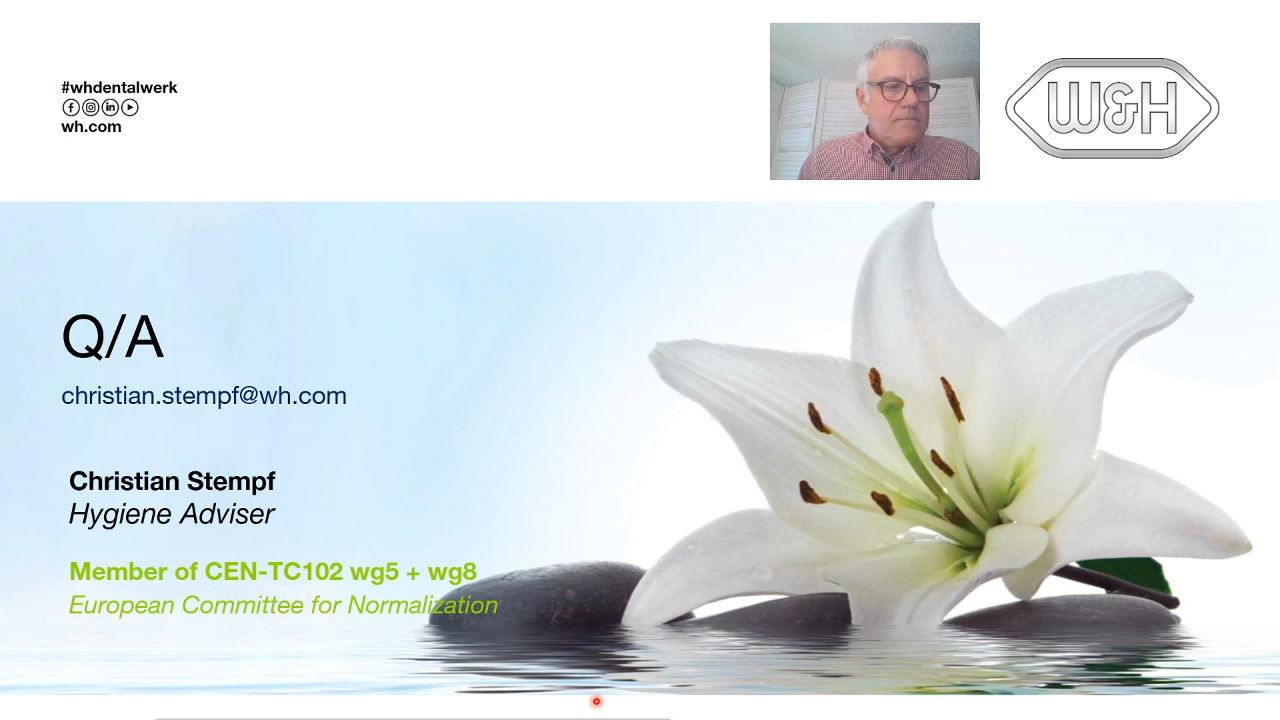 #whdentalwerk
wh.com
W&H
Q/A
christian.stempf@wh.com
Christian Stempf
Hygiene Adviser
Member of CEN-TC102 wg5 + wg8
European Committee for Normalization